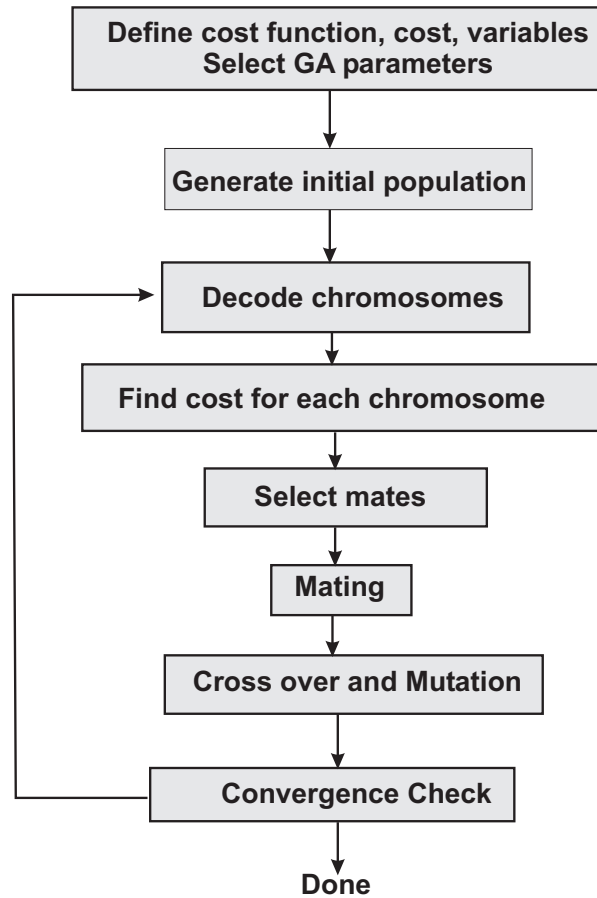 Define cost function, cost, variables
Select GA parameters
Generate initial population
Decode chromosomes
Find cost for each chromosome
Select mates
Mating
Cross over and Mutation
Convergence Check
Done